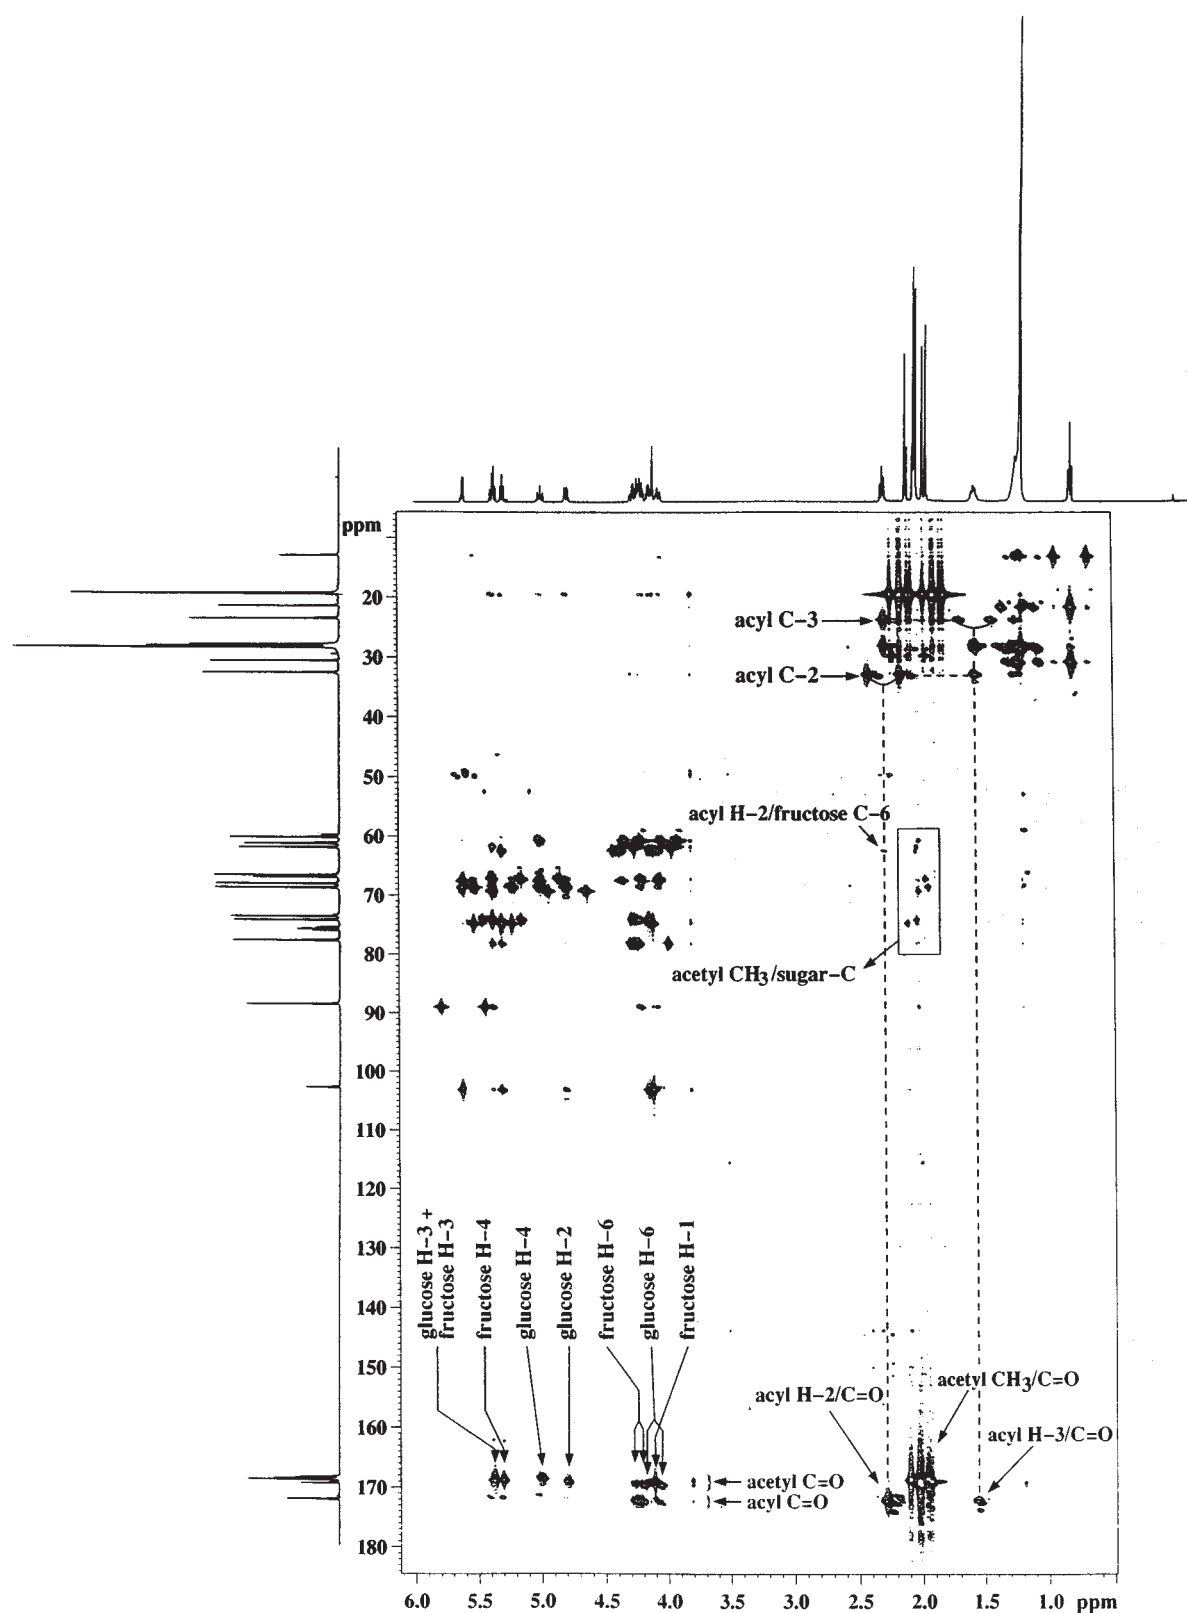 ppm
20
acyl C–3
30
acyl C–2
40
50
acyl H–2/fructose C–6
60
70
acetyl CH3/sugar–C
80
90
100
110
120
glucose H–3 +
fructose H–3
fructose H–4
glucose H–4
glucose H–2
fructose H–6
glucose H–6
fructose H–1
130
140
150
acetyl CH3/C=O
acyl H–2/C=O
160
acyl H–3/C=O
170
acetyl C=O
acyl C=O
180
6.0 5.5 5.0 4.5 4.0 3.5 3.0 2.5 2.0 1.5 1.0 ppm